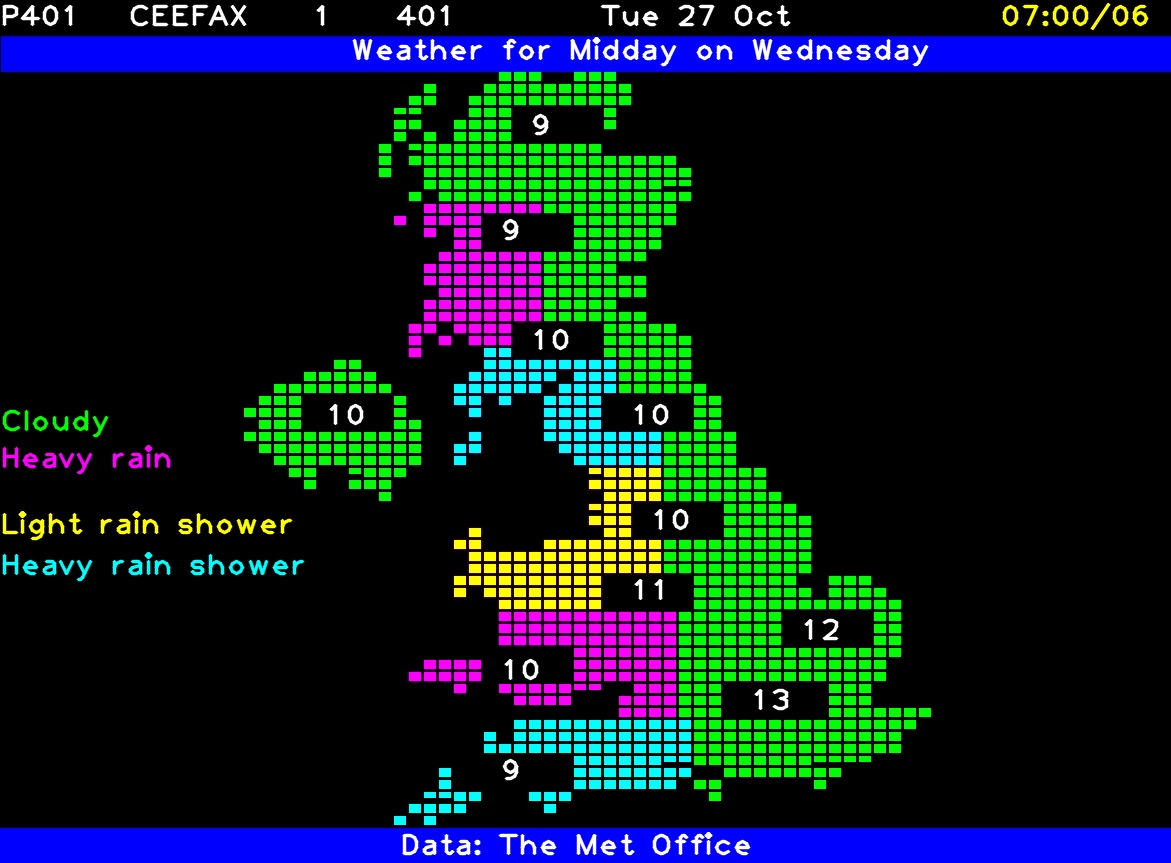 P401 CEEFAX 1 401 Tue 27 Oct 07:00/06
Weather for Midday on Wednesday
9
9
10
10
10
Cloudy
Heavy rain
10
Light rain shower
Heavy rain shower
11
12
10
13
9
Data: The Met Office